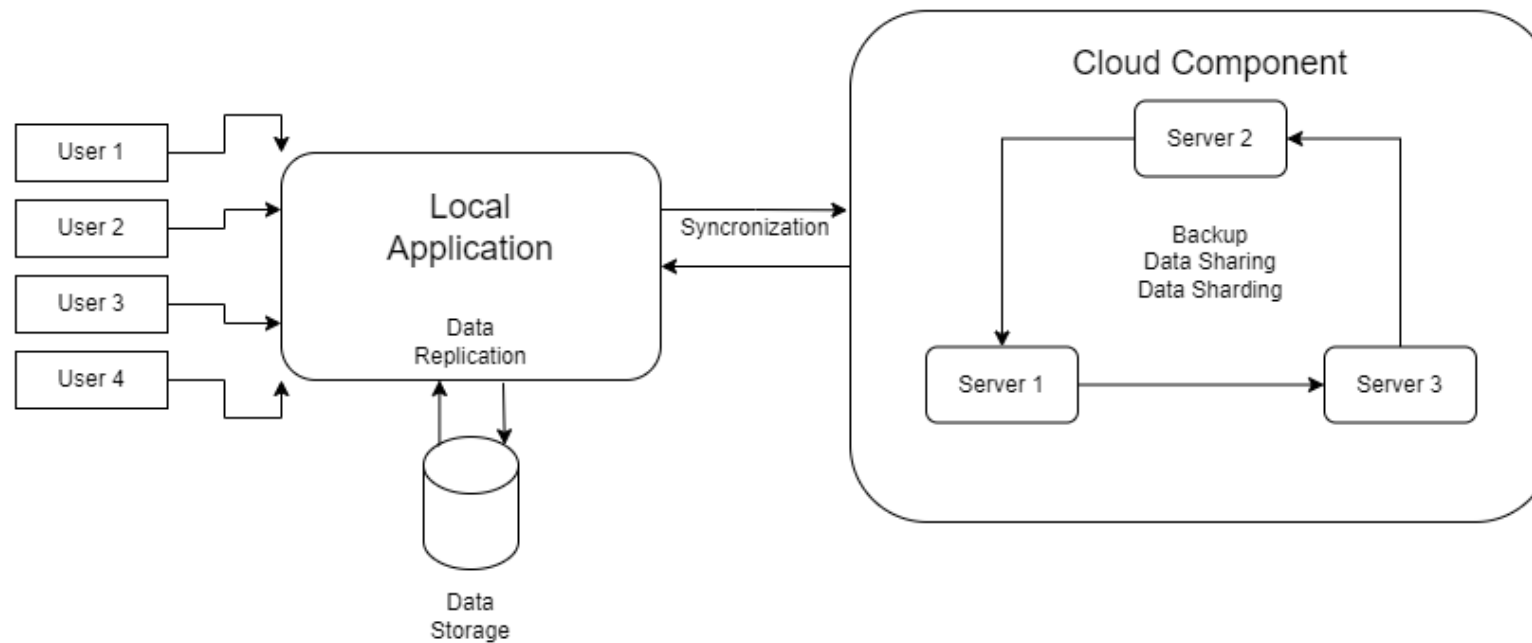 User 1
User 2
User 3
User 4
Local
Application
Data
Replication
Data
Storage
Syncronization
Cloud Component
Server 2
Backup
Data Sharing
Data Sharding
Server 1
Server 3